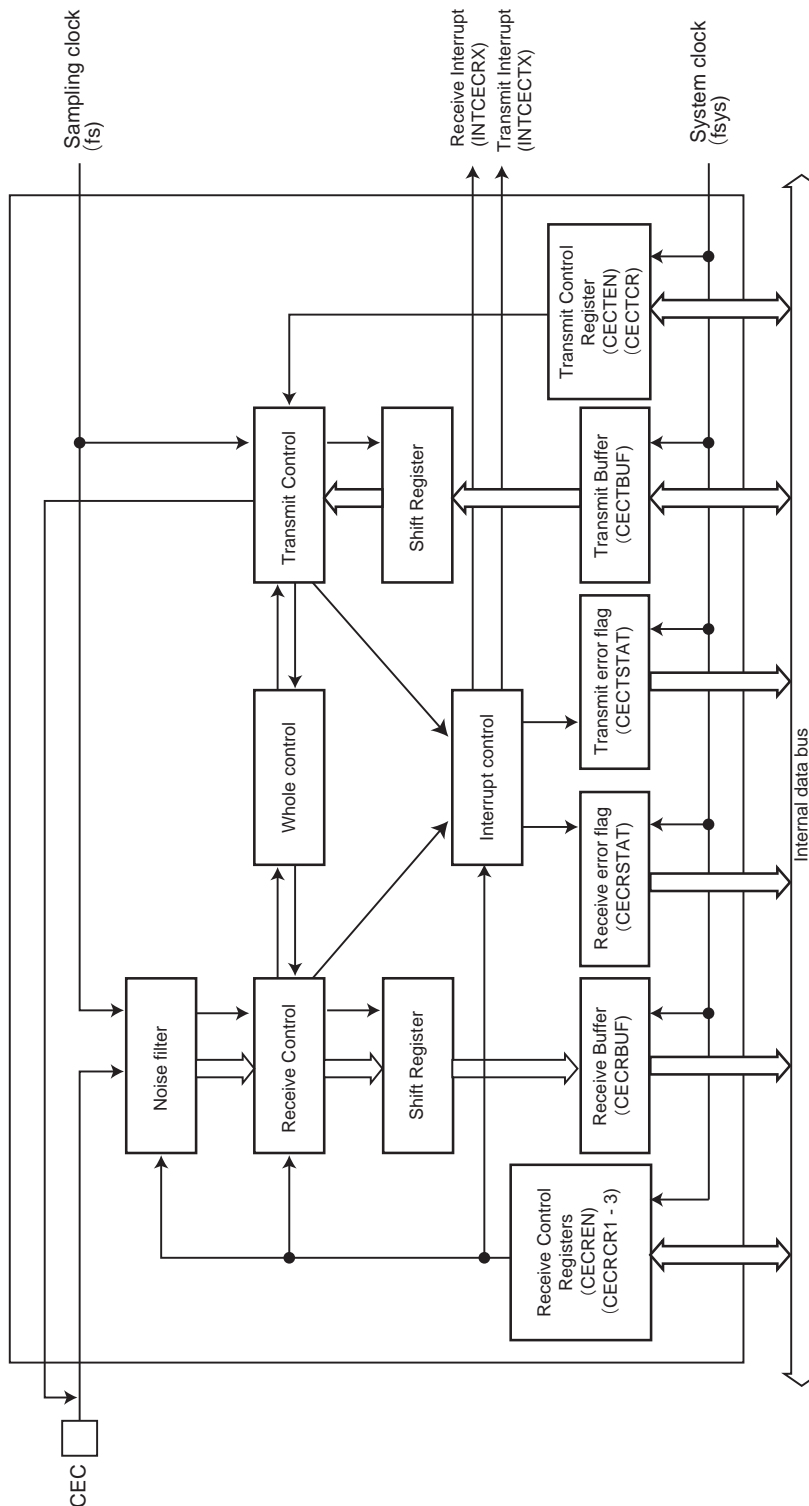 CEC
Sampling clock
(fs)
Noise filter
Receive Control
Whole control
Transmit Control
Shift Register
Shift Register
Interrupt control
Receive Interrupt
(INTCECRX)
Transmit Interrupt
(INTCECTX)
Receive Control
Registers
(CECREN)
(CECRCR1 - 3)
Receive Buffer
(CECRBUF)
Receive error flag
(CECRSTAT)
Transmit error flag
(CECTSTAT)
Transmit Buffer
(CECTBUF)
Transmit Control
Register
(CECTEN)
(CECTCR)
System clock
(fsys)
Internal data bus